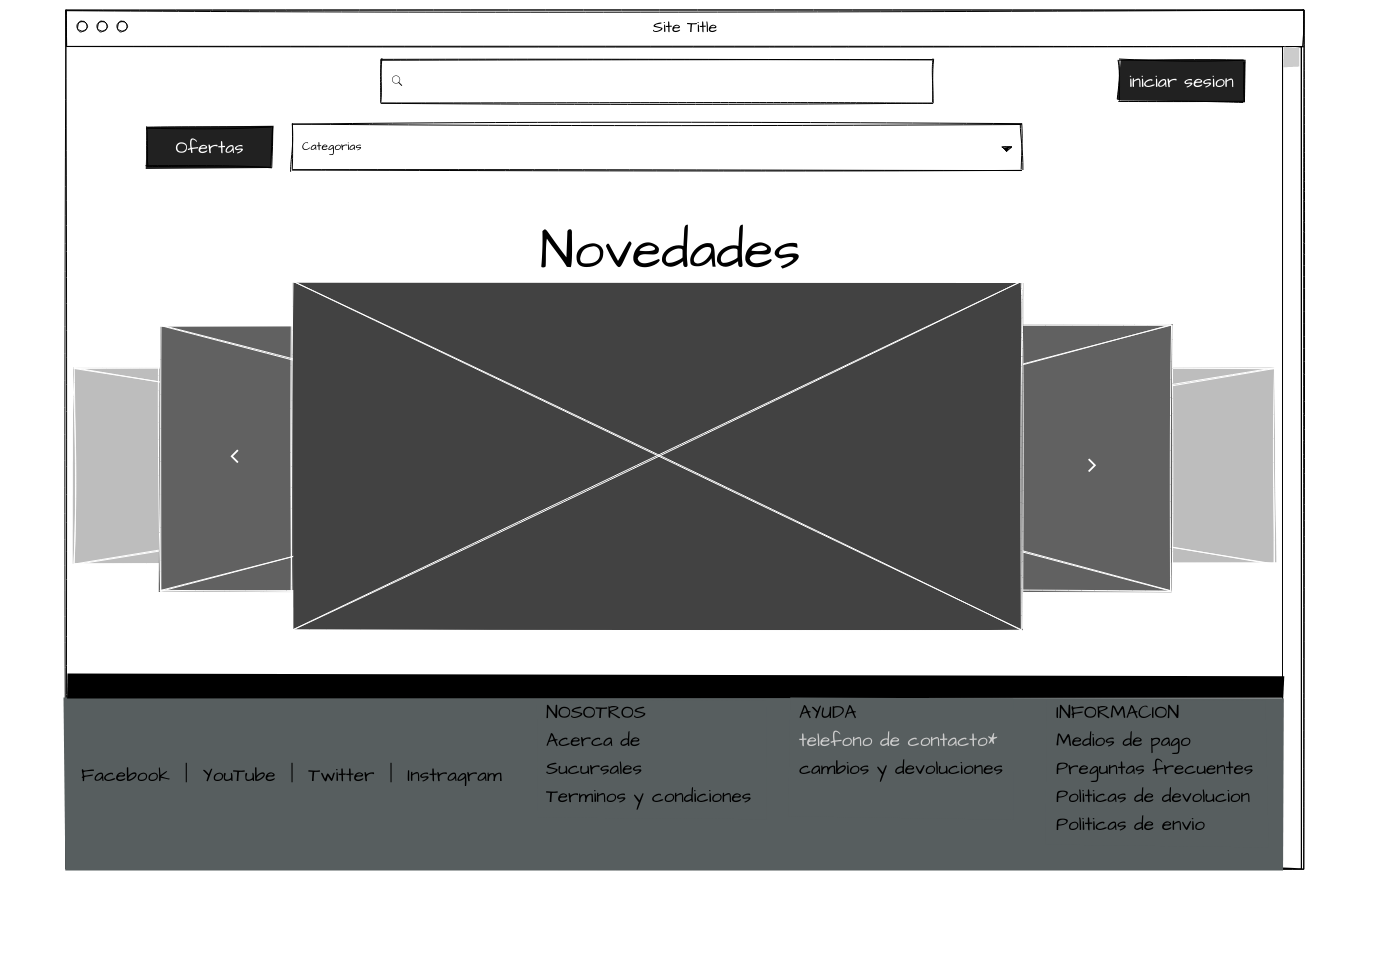 Site Title
iniciar sesion
Ofertas
Categorias
Novedades
Facebook | YouTube | Twitter | Instraqram
NOSOTROS
Acerca de
Sucursales
Terminos y condiciones
AYUDA
telefono de contacto*
cambios y devoluciones
INFORMACION
Medios de pago
Preguntas frecuentes
Politicas de devolucion
Politicas de envio